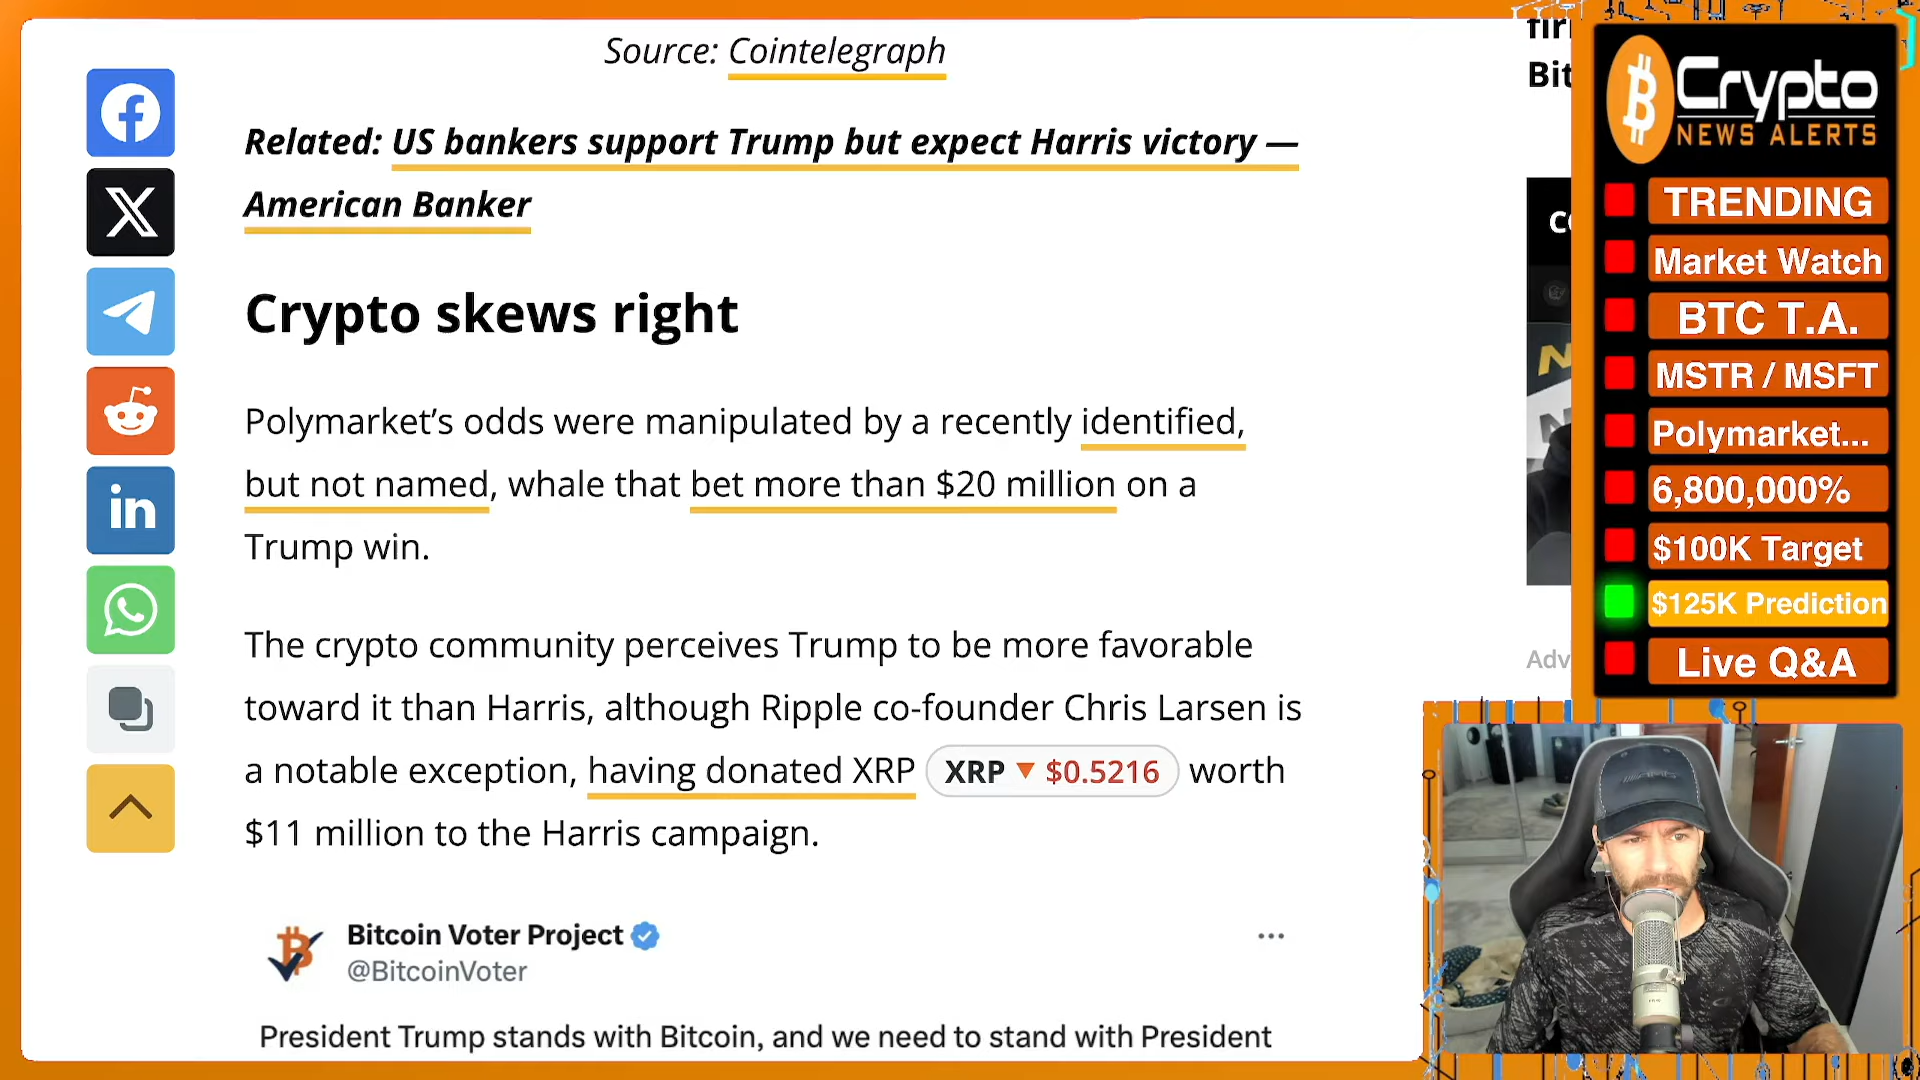 Source: Cointelegraph
Related: US bankers support Trump but expect Harris victory —
American Banker
Crypto skews right
Polymarket’s odds were manipulated by a recently identified,
but not named, whale that bet more than $20 million on a
Trump win.
The crypto community perceives Trump to be more favorable
toward it than Harris, although Ripple co-founder Chris Larsen is
a notable exception, having donated XRP XRP ▼ $0.5216 worth
$11 million to the Harris campaign.
Bitcoin Voter Project
@BitcoinVoter
President Trump stands with Bitcoin, and we need to stand with President
in
Crypto
NEWS ALERTS
TRENDING
Market Watch
BTC T.A.
MSTR / MSFT
Polymarket...
6,800,000%
$100K Target
$125K Prediction
Live Q&A